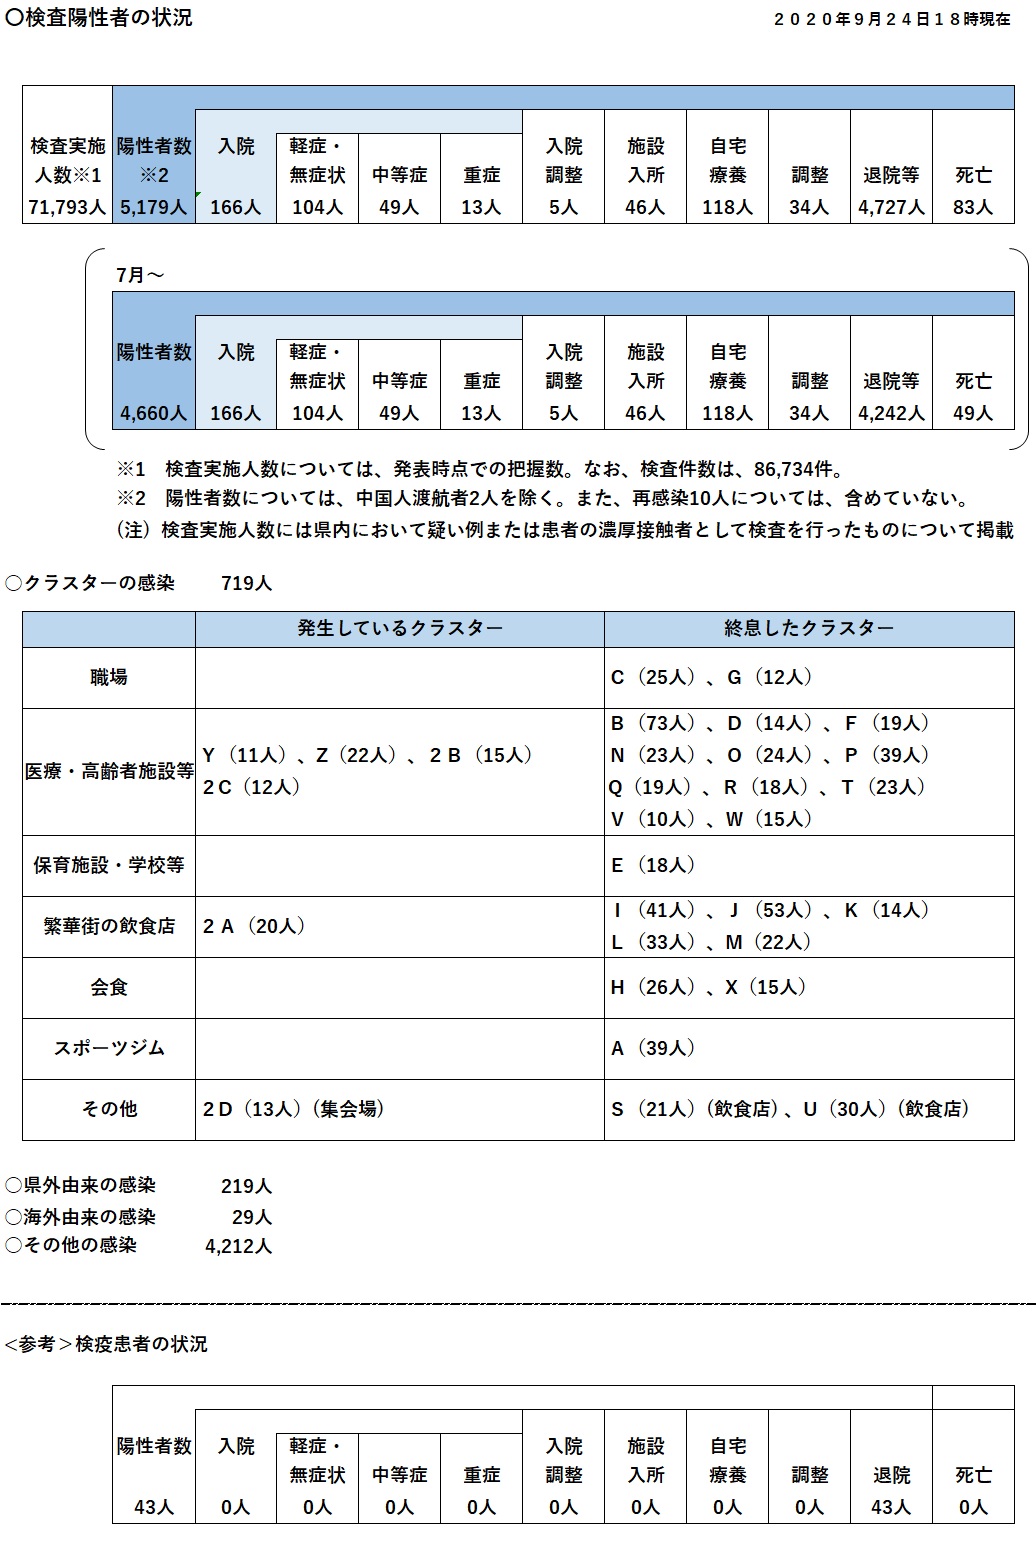 〇検査陽性者の状況
２０２０年９月２４日１８時現在
検査実施人数※1 陽性者数※2 入院 軽症・無症状 中等症 重症 入院調整 施設入所 自宅療養 調整 退院等 死亡
71,793人 5,179人 166人 104人 49人 13人 5人 46人 118人 34人 4,727人 83人
7月～
陽性者数 入院 軽症・無症状 中等症 重症 入院調整 施設入所 自宅療養 調整 退院等 死亡
4,660人 166人 104人 49人 13人 5人 46人 118人 34人 4,242人 49人
※1　検査実施人数については、発表時点での把握数。なお、検査件数は、86,734件。
※2　陽性者数については、中国人渡航者2人を除く。また、再感染10人については、含めていない。
（注）検査実施人数には県内において疑い例または患者の濃厚接触者として検査を行ったものについて掲載
〇クラスターの感染　719人
発生しているクラスター 終息したクラスター
職場 Ｃ（25人）、Ｇ（12人）
医療・高齢者施設等
Ｙ（11人）、Ｚ（22人）、２Ｂ（15人）
２Ｃ（12人）
Ｂ（73人）、Ｄ（14人）、Ｆ（19人）
Ｎ（23人）、Ｏ（24人）、Ｐ（39人）
Ｑ（19人）、Ｒ（18人）、Ｔ（23人）
Ｖ（10人）、Ｗ（15人）
保育施設・学校等 Ｅ（18人）
繁華街の飲食店 ２Ａ（20人）
Ｉ（41人）、Ｊ（53人）、Ｋ（14人）
Ｌ（33人）、Ｍ（22人）
会食 Ｈ（26人）、Ｘ（15人）
スポーツジム Ａ（39人）
その他 ２Ｄ（13人）（集会場） Ｓ（21人）（飲食店）、Ｕ（30人）（飲食店）
〇県外由来の感染　219人
〇海外由来の感染　29人
〇その他の感染　4,212人
＜参考＞検疫患者の状況
陽性者数 入院 軽症・無症状 中等症 重症 入院調整 施設入所 自宅療養 調整 退院 死亡
43人 0人 0人 0人 0人 0人 0人 0人 0人 43人 0人